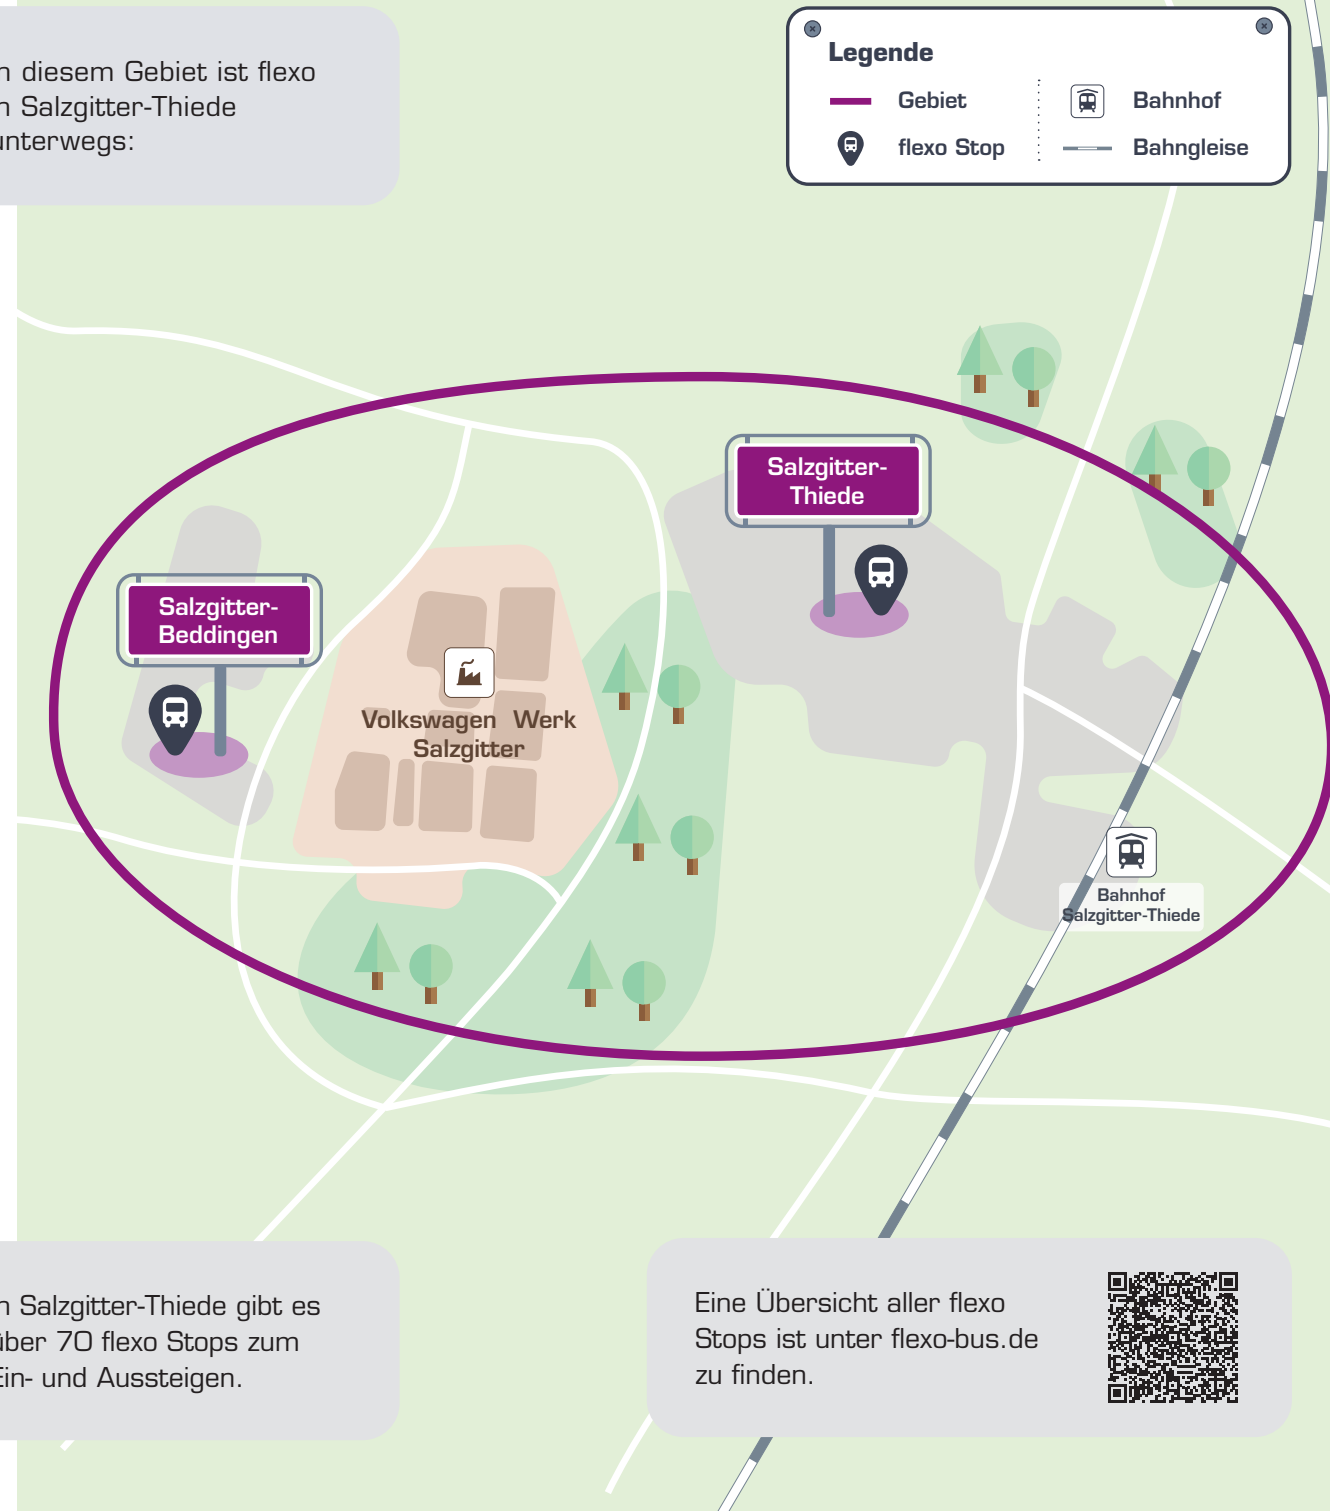 n diesem Gebiet ist flexo
n Salzgitter-Thiede
unterwegs:
Legende
Gebiet
Bahnhof
flexo Stop
Bahngleise
Salzgitter-
Thiede
Salzgitter-
Beddingen
Volkswagen Werk
Salzgitter
Bahnhof
Salzgitter-Thiede
n Salzgitter-Thiede gibt es
über 70 flexo Stops zum
Ein- und Aussteigen.
Eine Übersicht aller flexo
Stops ist unter flexo-bus.de
zu finden.